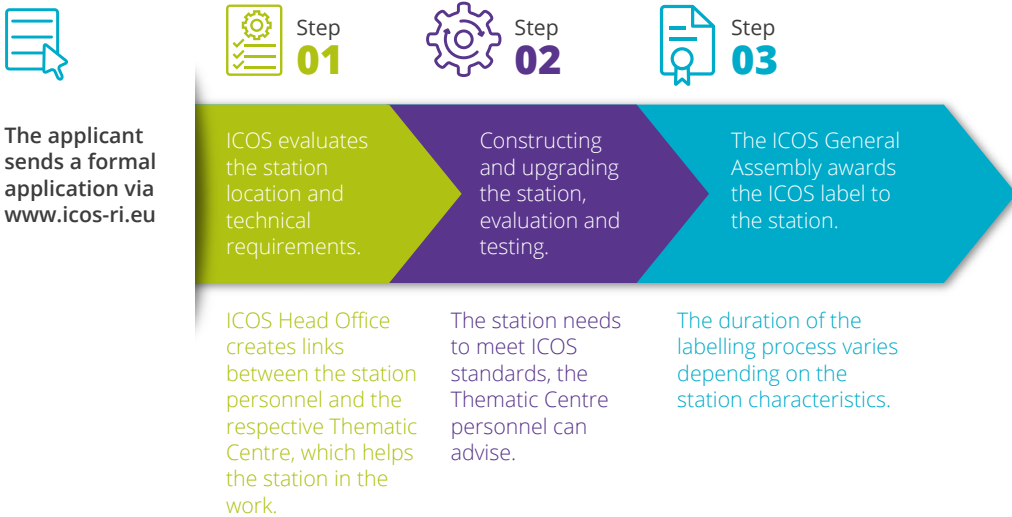 The applicant
sends a formal
application via
www.icos-ri.eu
Step
01
ICOS evaluates
the station
location and
technical
requirements.
ICOS Head Office
creates links
between the station
personnel and the
respective Thematic
Centre, which helps
the station in the
work.
Step
02
Constructing
and upgrading
the station,
evaluation and
testing.
The station needs
to meet ICOS
standards, the
Thematic Centre
personnel can
advise.
Step
03
The ICOS General
Assembly awards
the ICOS label to
the station.
The duration of the
labelling process varies
depending on the
station characteristics.